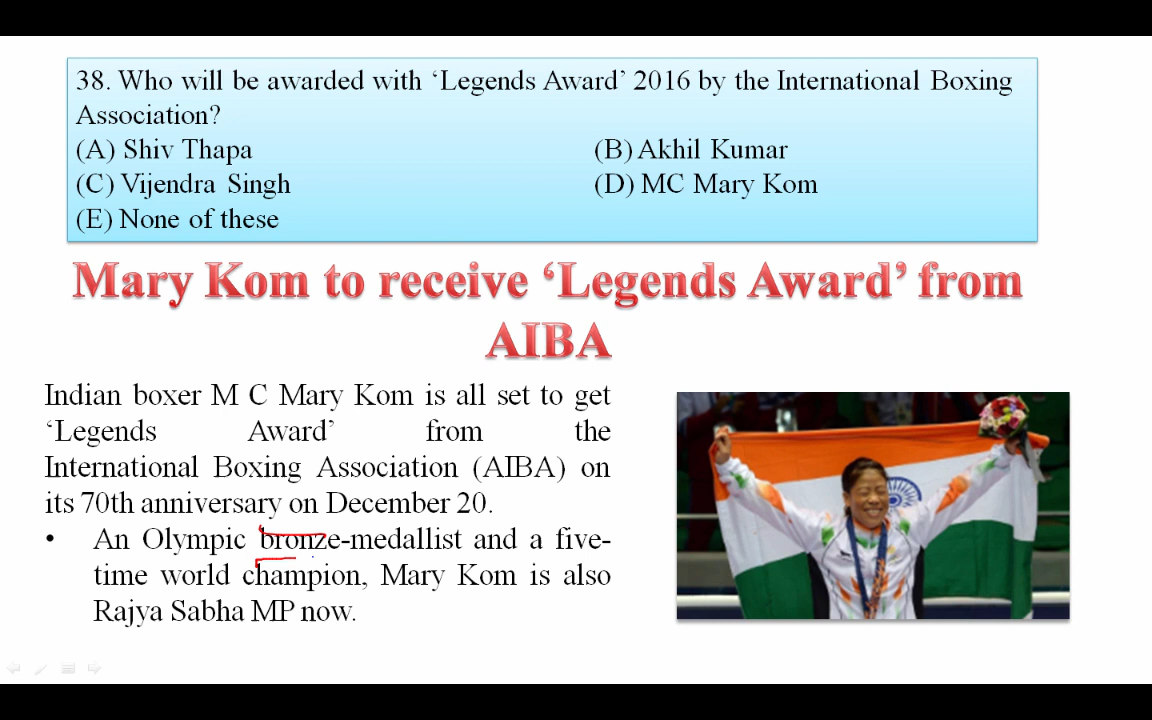 38. Who will be awarded with ‘Legends Award’ 2016 by the International Boxing
Association?
(A) Shiv Thapa (B) Akhil Kumar
(C) Vijendra Singh (D) MC Mary Kom
(E) None of these
Mary Kom to receive ‘Legends Award’ from
AIBA
Indian boxer M C Mary Kom is all set to get
‘Legends Award’ from the
International Boxing Association (AIBA) on
its 70th anniversary on December 20.
• An Olympic bronze-medallist and a five-
time world champion, Mary Kom is also
Rajya Sabha MP now.